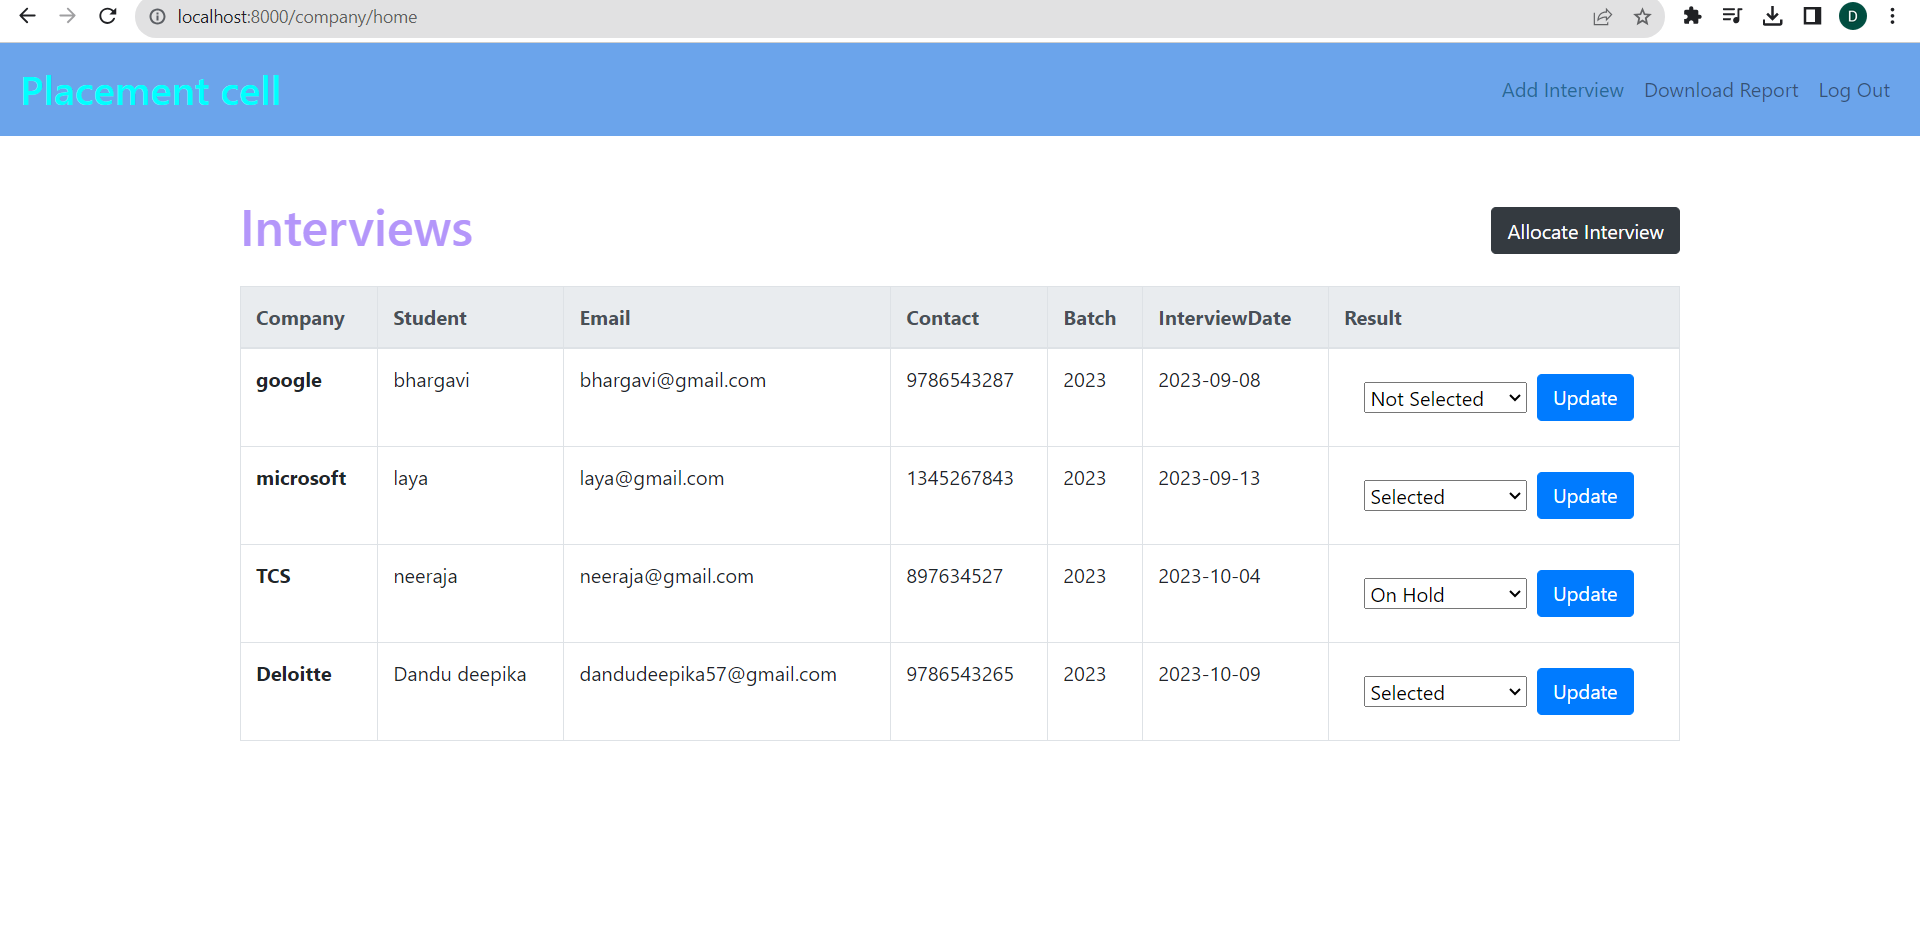 localhost:8000/company/home
D
Placement cell
Add Interview Download Report Log Out
Interviews
Allocate Interview
Company Student Email Contact Batch InterviewDate Result
google bhargavi bhargavi@gmail.com 9786543287 2023 2023-09-08 Not Selected Update
microsoft laya laya@gmail.com 1345267843 2023 2023-09-13 Selected Update
TCS neeraja neeraja@gmail.com 897634527 2023 2023-10-04 On Hold Update
Deloitte Dandu deepika dandudeepika57@gmail.com 9786543265 2023 2023-10-09 Selected Update